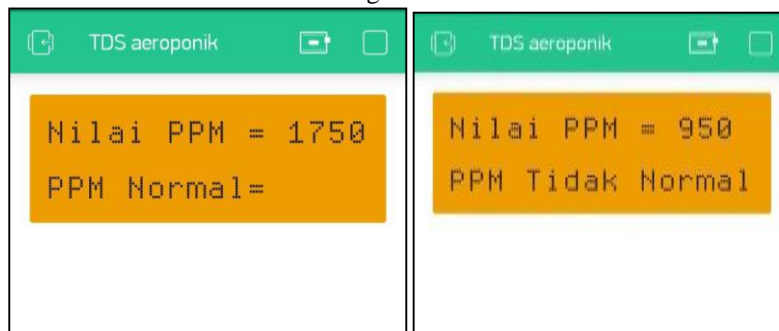 TDS aeroponik
Nilai PPM = 1750
PPM Normal=
TDS aeroponik
Nilai PPM = 950
PPM Tidak Normal